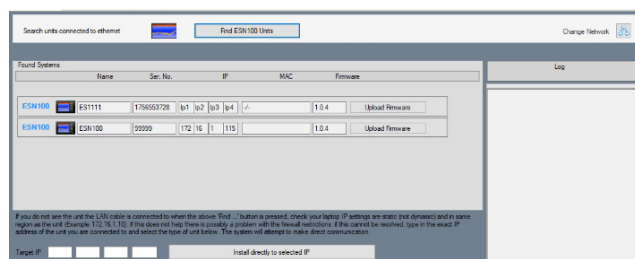 Search units connected to ethernet
Find ESN100 Units
Change Network
Found Systems
Log
Name Ser. No. IP MAC Firmware
ESN100 ES1111 1756553728 Ip1 Ip2 Ip3 Ip4 -/- 1.0.4 Upload Firmware
ESN100 ESN100 99999 172 16 1 115 1.0.4 Upload Firmware
If you do not see the unit the LAN cable is connected to when the above 'Find ...' button is pressed, check your laptop IP settings are static (not dynamic) and in same
region as the unit (Example 172.16.1.10). If this does not help there is possibly a problem with the firewall restrictions. if this cannot be resolved, type in the exact IP
address of the unit you are connected to and select the type of unit below. The system will attempt to make direct communication.
Target IP
Install directly to selected IP